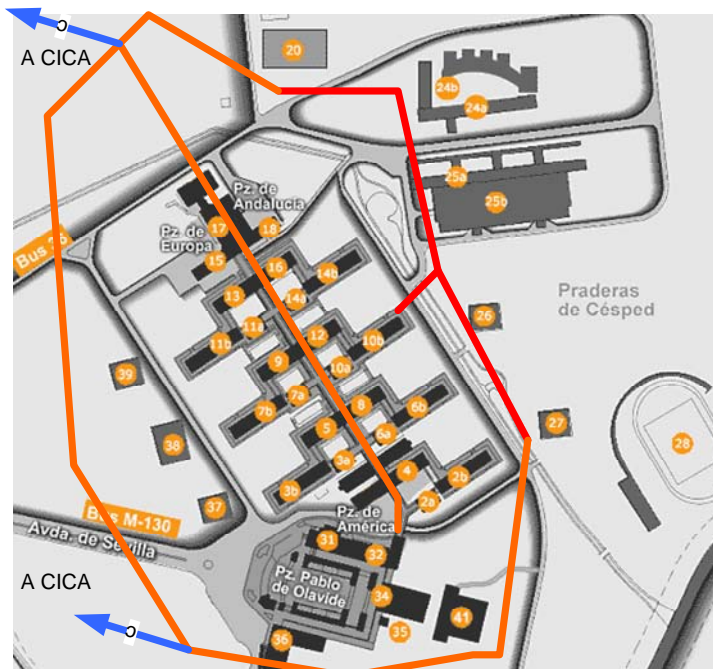 ↄ
A CICA
20
24b
24a
25a
25b
Pz. de
Andalucía
17
18
Pz. de
Europa
15
Bus 36
16
14b
13
14a
Praderas
de Césped
26
11a
12
11b
10b
9
10a
39
7a
8
7b
6b
5
6a
27
28
38
3a
4
2b
3b
2a
37
Bus M-130
Pz. de
América
Avda. de Sevilla
31
32
A CICA
Pz. Pablo
de Olavide
34
41
35
ↄ
36